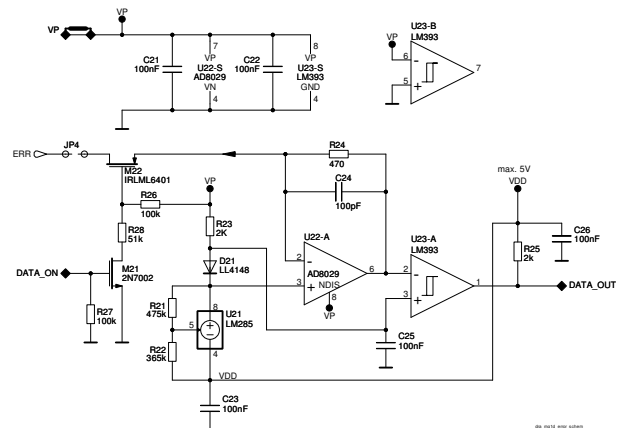 VP
VP
C21
100nF
7
VP
U22-S
AD8029
VN
4
C22
100nF
8
VP
U23-S
LM393
GND
4
U23-B
LM393
VP
6
5
7
ERR
JP4
M22
IRLML6401
R24
470
C24
100pF
max. 5V
VDD
R26
100k
VP
R28
51k
R23
2K
C26
100nF
R25
2k
DATA_ON
M21
2N7002
D21
LL4148
U22-A
2
3
6
AD8029
NDIS
8
VP
U23-A
LM393
2
3
1
DATA_OUT
R27
100k
R21
475k
8
U21
LM285
5
4
R22
365k
C25
100nF
VDD
C23
100nF